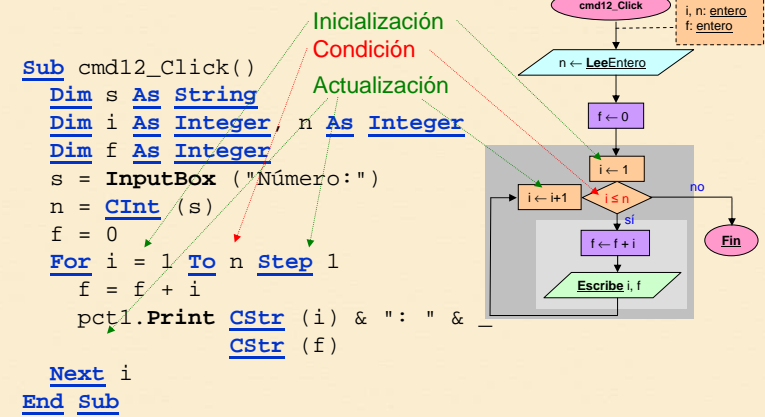 Inicialización
Condición
Actualización
Sub cmd12_Click()
Dim s As String
Dim i As Integer, n As Integer
Dim f As Integer
s = InputBox ("Número:")
n = CInt (s)
f = 0
For i = 1 To n Step 1
f = f + i
pct1.Print CStr (i) & ": " & _
CStr (f)
Next i
End Sub
cmd12_Click
i, n: entero
f: entero
n ← LeeEntero
f ← 0
i ← 1
i ← i+1
i ≤ n
no
sí
f ← f + i
Fin
Escribe i, f